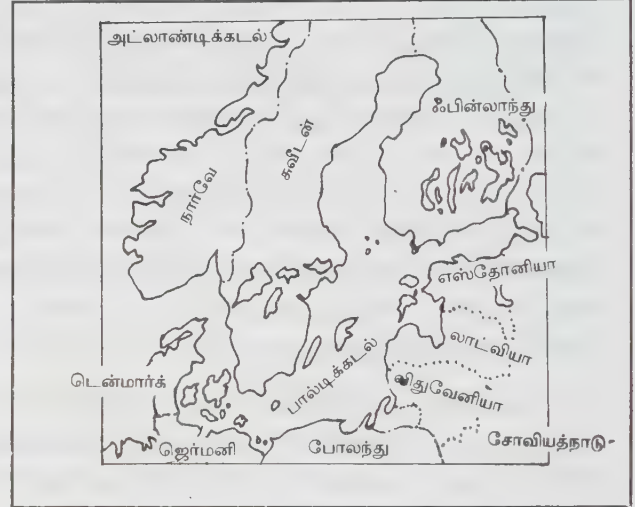 அட்லாண்டிக்கடல்
ஃபின்லாந்து
சுவீடன்
நார்வே
எஸ்தோனியா
லாட்வியா
பால்டிக்கடல்
டென்மார்க்
லிதுவேனியா
ஜெர்மனி
போலந்து
சோவியத்நாடு